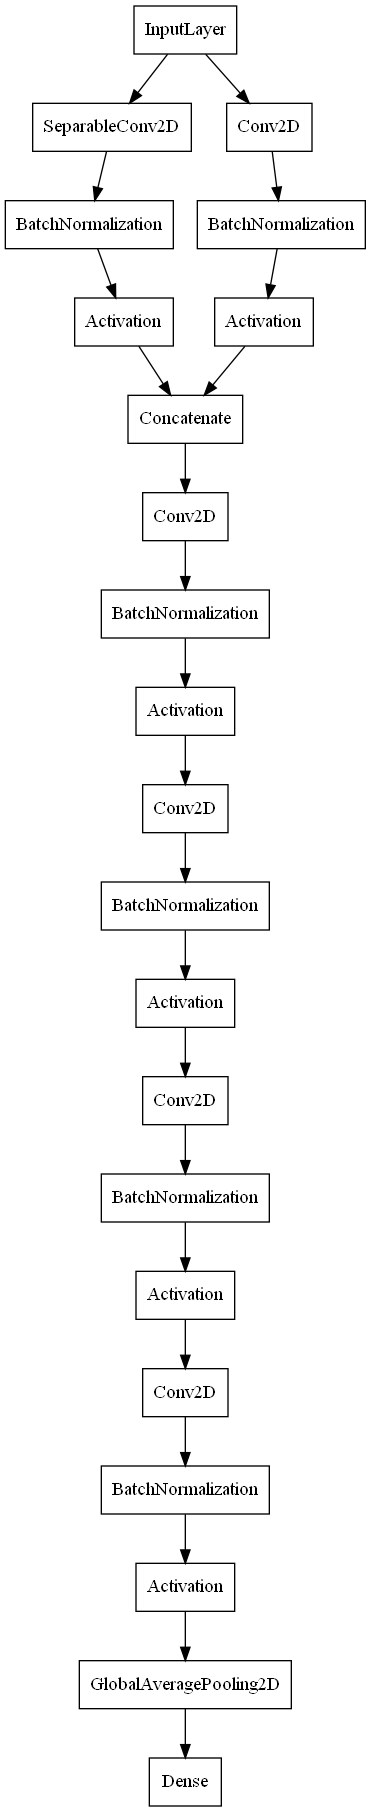 InputLayer
SeparableConv2D
Conv2D
BatchNormalization
BatchNormalization
Activation
Activation
Concatenate
Conv2D
BatchNormalization
Activation
Conv2D
BatchNormalization
Activation
Conv2D
BatchNormalization
Activation
Conv2D
BatchNormalization
Activation
GlobalAveragePooling2D
Dense